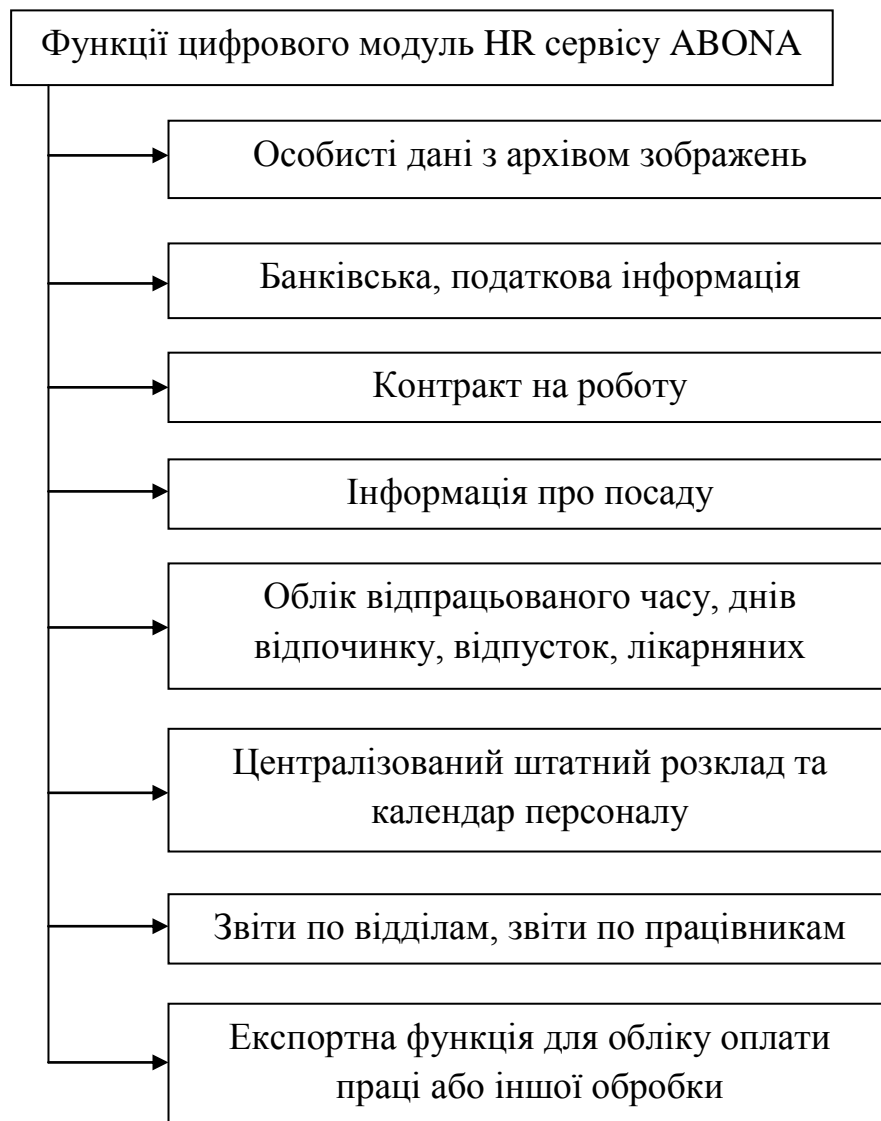 Функції цифрового модуль HR сервісу ABONA
Особисті дані з архівом зображень
Банківська, податкова інформація
Контракт на роботу
Інформація про посаду
Облік відпрацьованого часу, днів
відпочинку, відпусток, лікарняних
Централізований штатний розклад та
календар персоналу
Звіти по відділам, звіти по працівникам
Експортна функція для обліку оплати
праці або іншої обробки